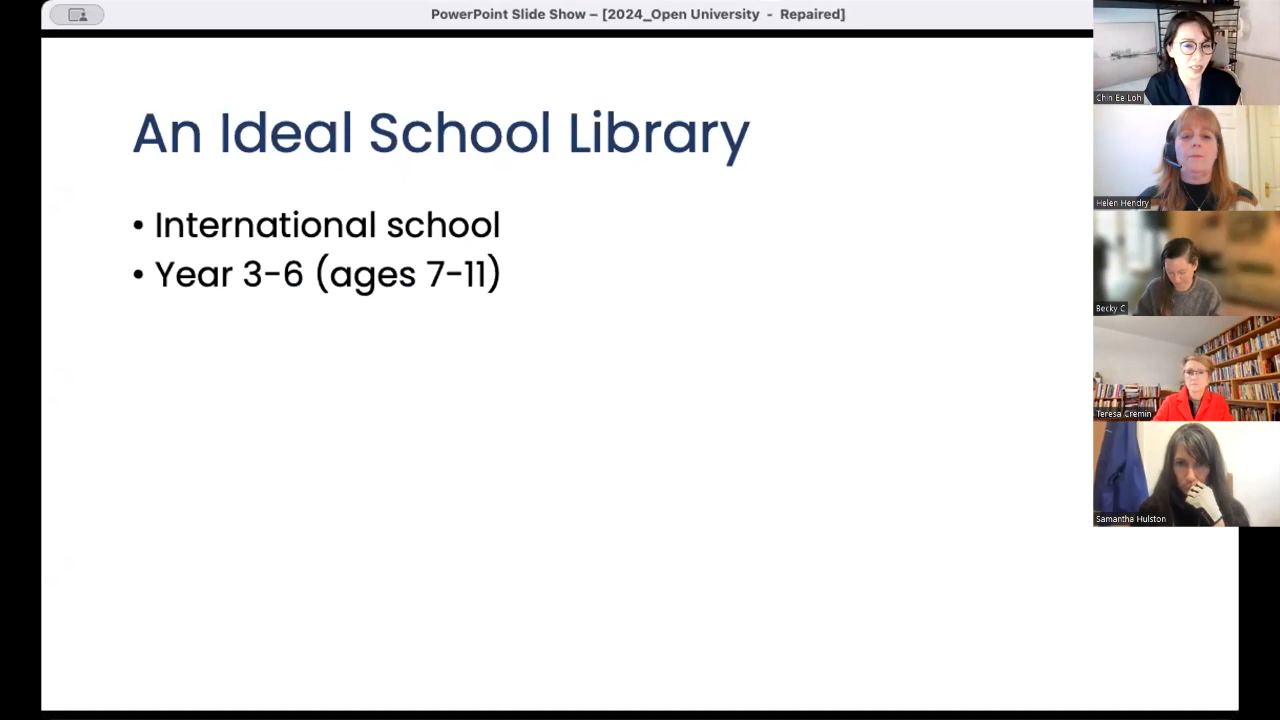 PowerPoint Slide Show – [2024_Open University - Repaired]
An Ideal School Library
• International school
• Year 3-6 (ages 7-11)
Chin Ee Loh
Helen Hendry
Becky C
Teresa Cremin
Samantha Hulston